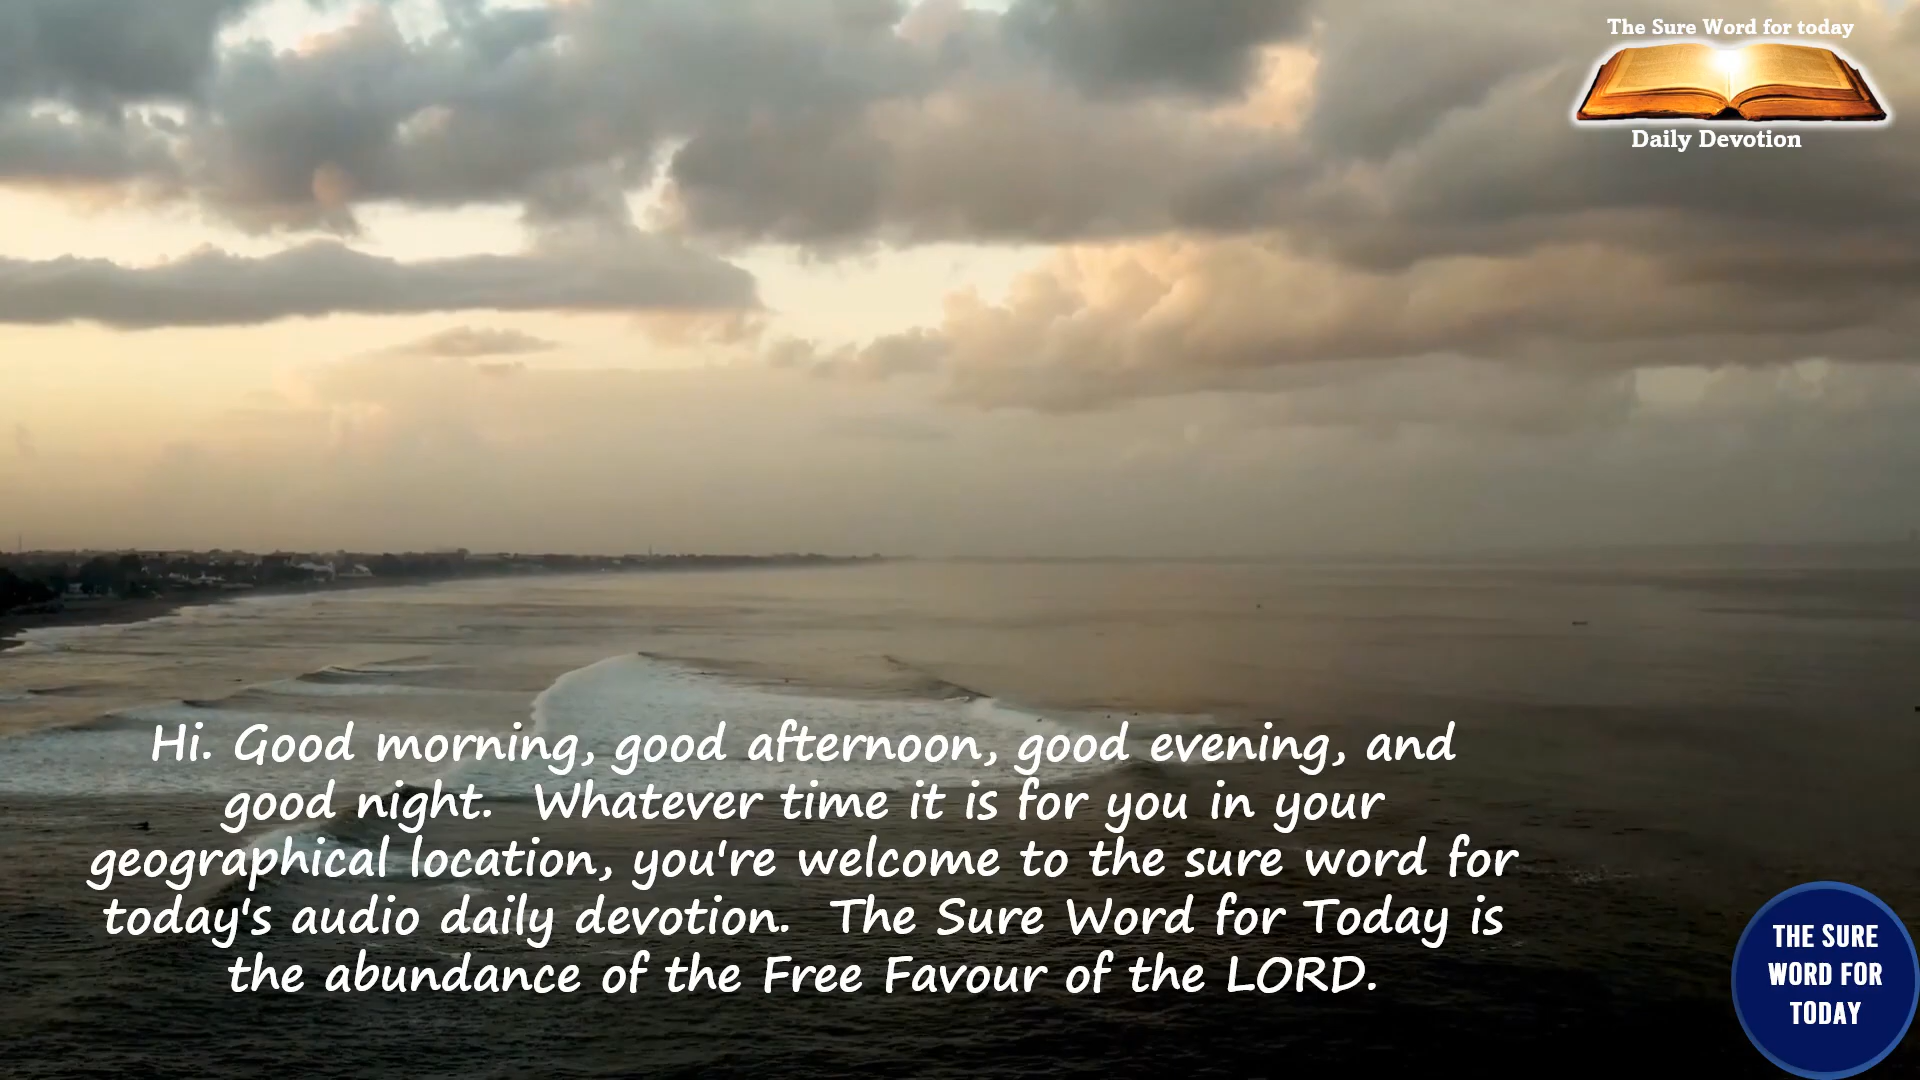 The Sure Word for today
Daily Devotion
Hi. Good morning, good afternoon, good evening, and
good night.  Whatever time it is for you in your
geographical location, you're welcome to the sure word for
today's audio daily devotion.  The Sure Word for Today is
the abundance of the Free Favour of the LORD.
THE SURE
WORD FOR
TODAY